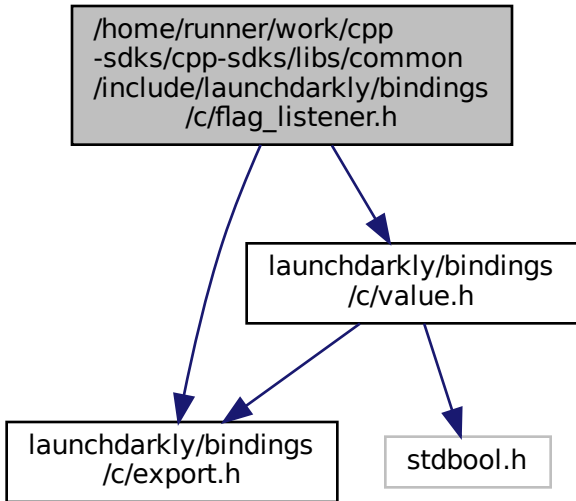 /home/runner/work/cpp
-sdks/cpp-sdks/libs/common
/include/launchdarkly/bindings
/c/flag_listener.h
launchdarkly/bindings
/c/value.h
launchdarkly/bindings
/c/export.h
stdbool.h